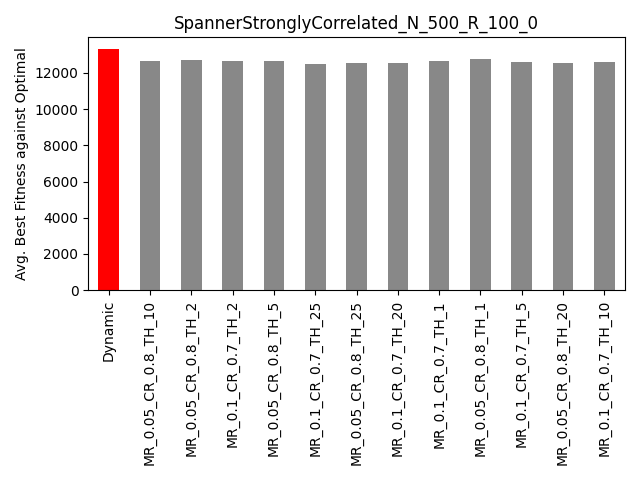 SpannerStronglyCorrelated_N_500_R_100_0
Avg. Best Fitness against Optimal
12000
10000
8000
6000
4000
2000
0
Dynamic
MR_0.05_CR_0.8_TH_10
MR_0.05_CR_0.8_TH_2
MR_0.1_CR_0.7_TH_2
MR_0.05_CR_0.8_TH_5
MR_0.1_CR_0.7_TH_25
MR_0.05_CR_0.8_TH_25
MR_0.1_CR_0.7_TH_20
MR_0.1_CR_0.7_TH_1
MR_0.05_CR_0.8_TH_1
MR_0.1_CR_0.7_TH_5
MR_0.05_CR_0.8_TH_20
MR_0.1_CR_0.7_TH_10